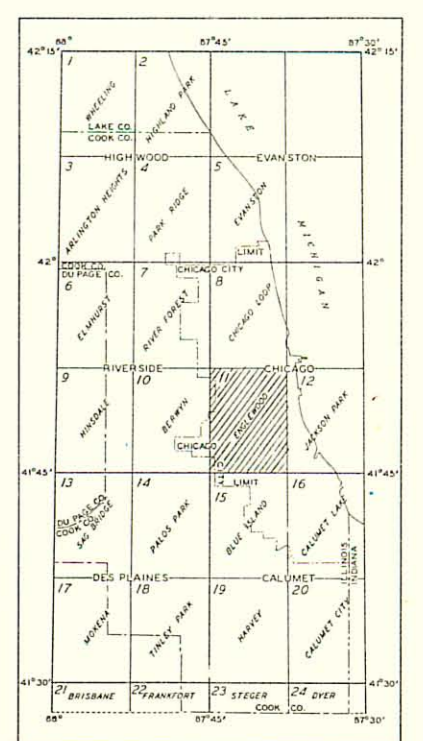 88° 87°45' 87°30'
42°15' 42°15'
1 2
WHEELING HIGHLAND PARK LAKE
LAKE CO.
COOK CO.
HIGHWOOD EVANSTON
3 4 5
ARLINGTON HEIGHTS PARK RIDGE EVANSTON MICHIGAN
LIMIT
42° 42°
COOK CO.
DU PAGE CO.
CHICAGO CITY
6 7 8
ELMHURST RIVER FOREST CHICAGO LOOP
RIVERSIDE CHICAGO
9 10 11 12
HINSDALE BERWYN ENGLEWOOD JACKSON PARK
CHICAGO
CITY
41°45' 41°45'
LIMIT
13 14 15 16
DU PAGE CO.
COOK CO.
SAG BRIDGE PALOS PARK BLUE ISLAND CALUMET LAKE
ILLINOIS
INDIANA
DES PLAINES CALUMET
17 18 19 20
MOKENA TINLEY PARK HARVEY CALUMET CITY
41°30' 41°30'
21 BRISBANE 22 FRANKFORT 23 STEGER 24 DYER
COOK CO.
88° 87°45' 87°30'